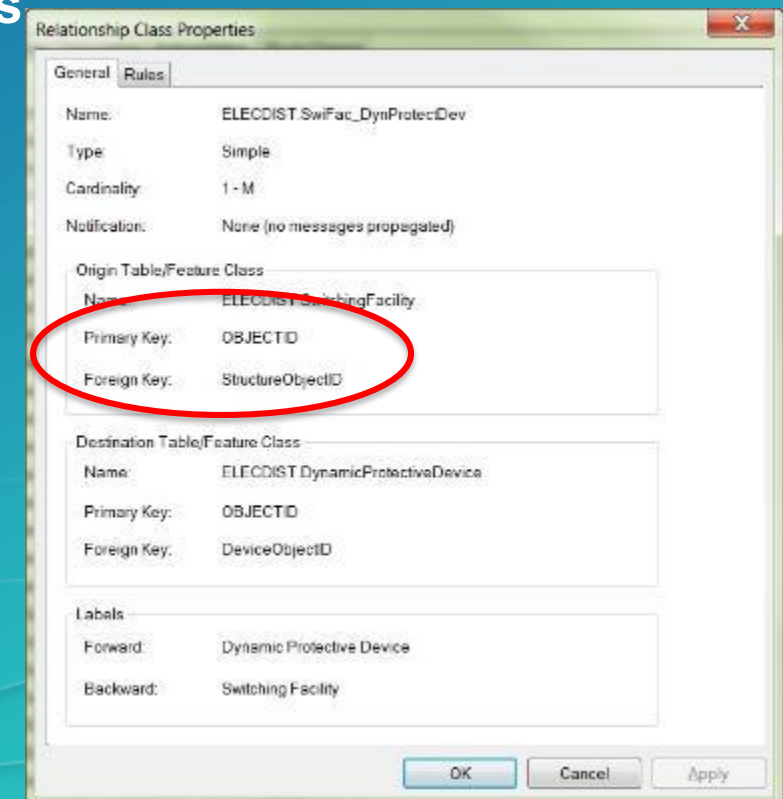 s
Relationship Class Properties
General Rules
Name: ELECDIST.SwiFac_DynProtectDev
Type: Simple
Cardinality: 1 - M
Notification: None (no messages propagated)
Origin Table/Feature Class
Name: ELECDIST.SwitchingFacility
Primary Key: OBJECTID
Foreign Key: StructureObjectID
Destination Table/Feature Class
Name: ELECDIST.DynamicProtectiveDevice
Primary Key: OBJECTID
Foreign Key: DeviceObjectID
Labels
Forward: Dynamic Protective Device
Backward: Switching Facility
OK Cancel Apply